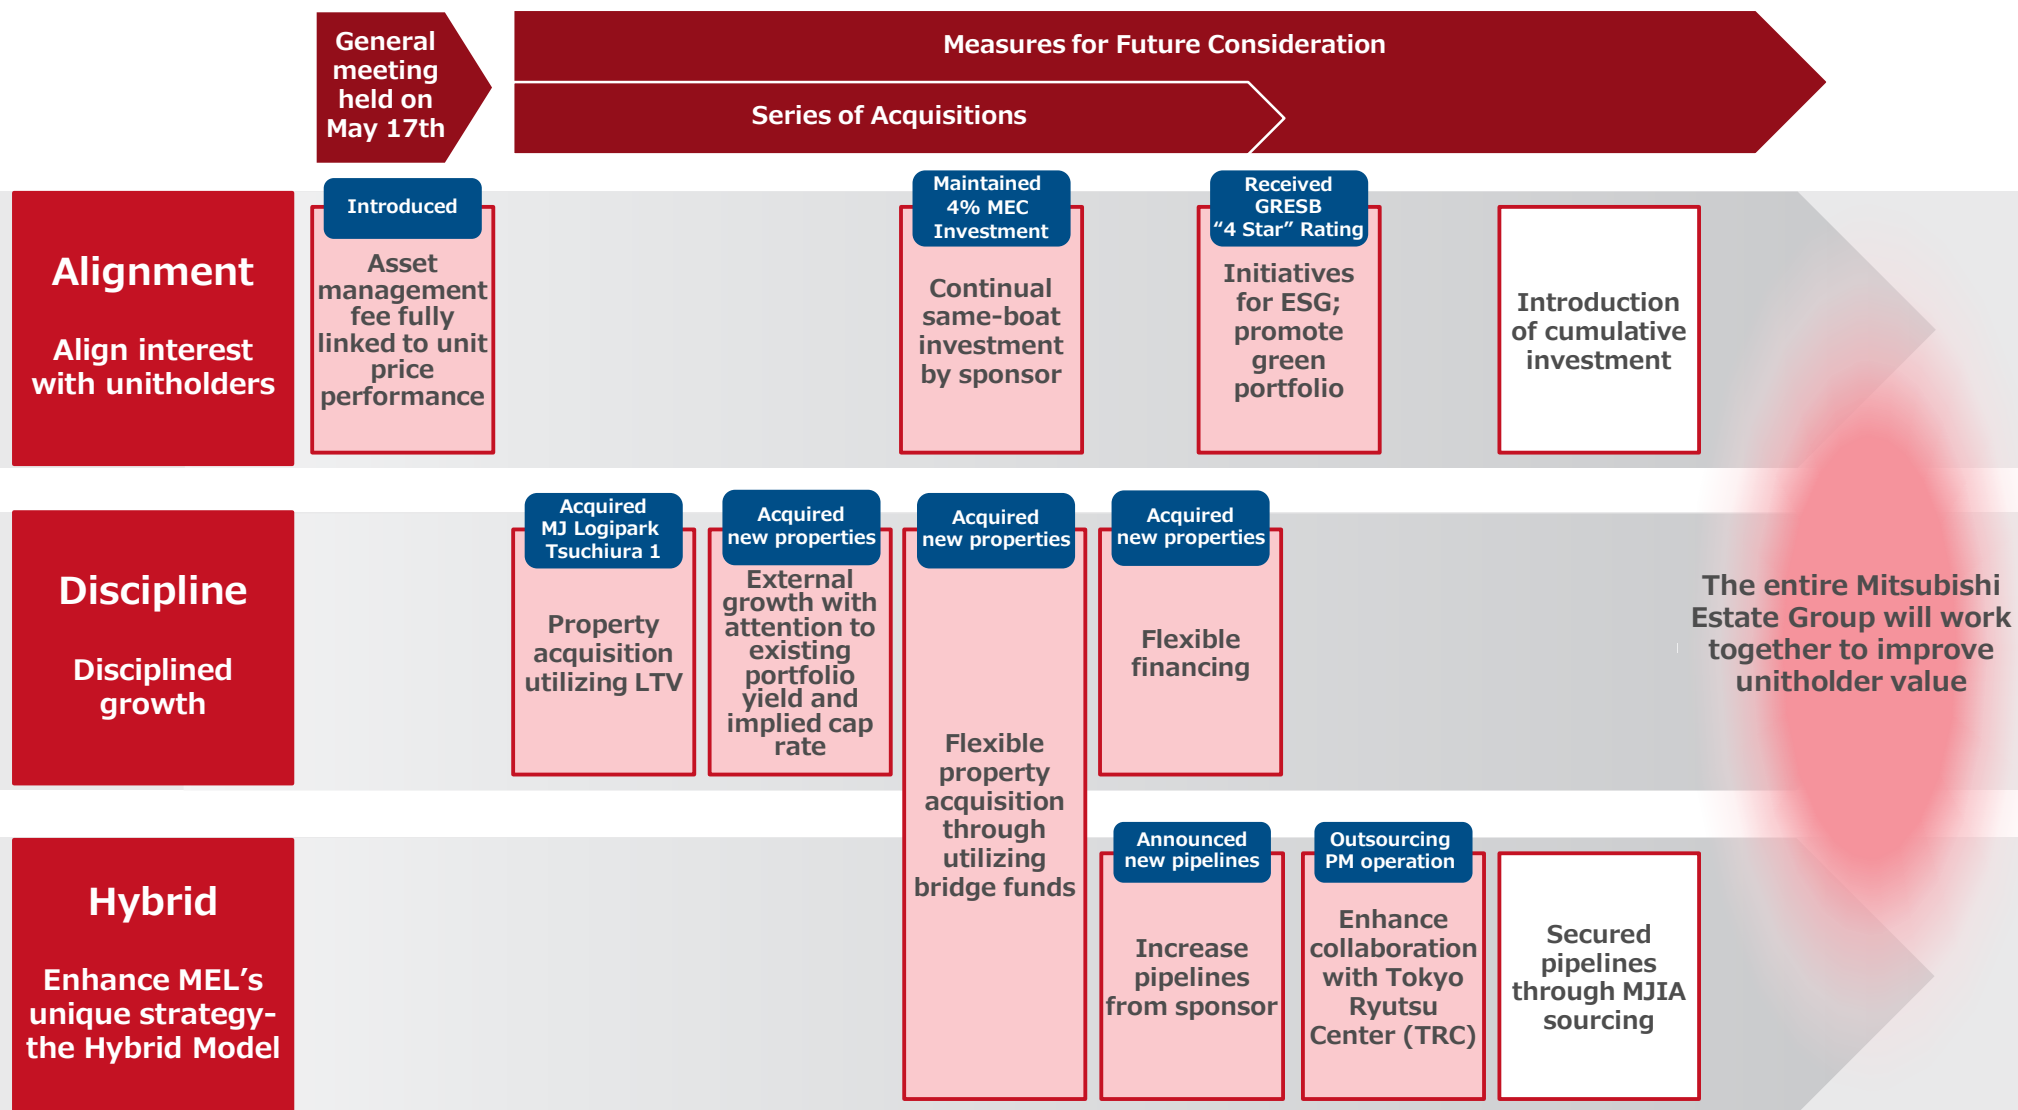 General
meeting
held on
May 17th
Measures for Future Consideration
Series of Acquisitions
Alignment
Align interest
with unitholders
Introduced
Asset
management
fee fully
linked to unit
price
performance
Maintained
4% MEC
Investment
Continual
same-boat
investment
by sponsor
Received
GRESB
“4 Star” Rating
Initiatives
for ESG;
promote
green
portfolio
Introduction
of cumulative
investment
Discipline
Disciplined
growth
Acquired
MJ Logipark
Tsuchiura 1
Property
acquisition
utilizing LTV
Acquired
new properties
External
growth with
attention to
existing
portfolio
yield and
implied cap
rate
Acquired
new properties
Flexible
property
acquisition
through
utilizing
bridge funds
Acquired
new properties
Flexible
financing
The entire Mitsubishi
Estate Group will work
together to improve
unitholder value
Hybrid
Enhance MEL’s
unique strategy-
the Hybrid Model
Announced
new pipelines
Increase
pipelines
from sponsor
Outsourcing
PM operation
Enhance
collaboration
with Tokyo
Ryutsu
Center (TRC)
Secured
pipelines
through MJIA
sourcing